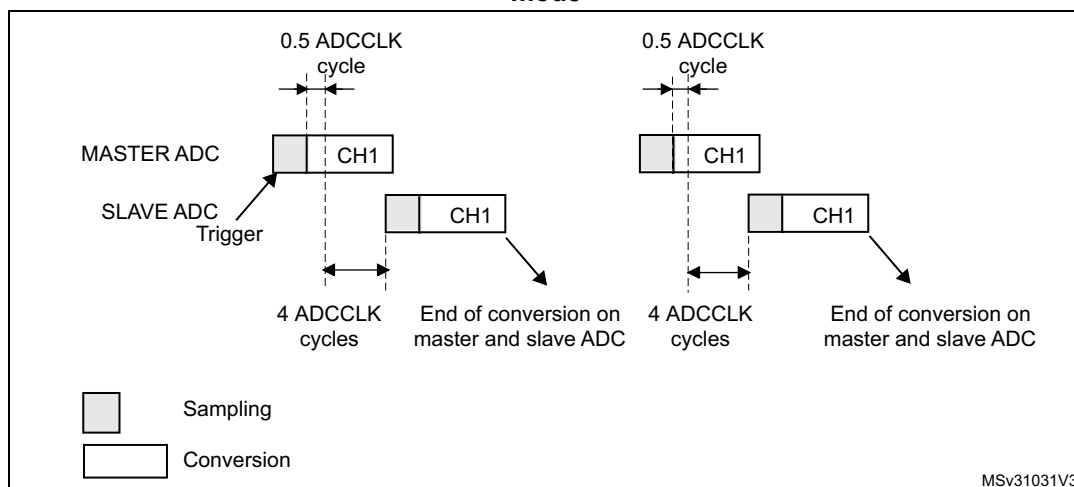 mode
0.5 ADCCLK
cycle
0.5 ADCCLK
cycle
MASTER ADC
CH1
CH1
SLAVE ADC
Trigger
CH1
CH1
4 ADCCLK
cycles
End of conversion on
master and slave ADC
4 ADCCLK
cycles
End of conversion on
master and slave ADC
Sampling
Conversion
MSv31031V3